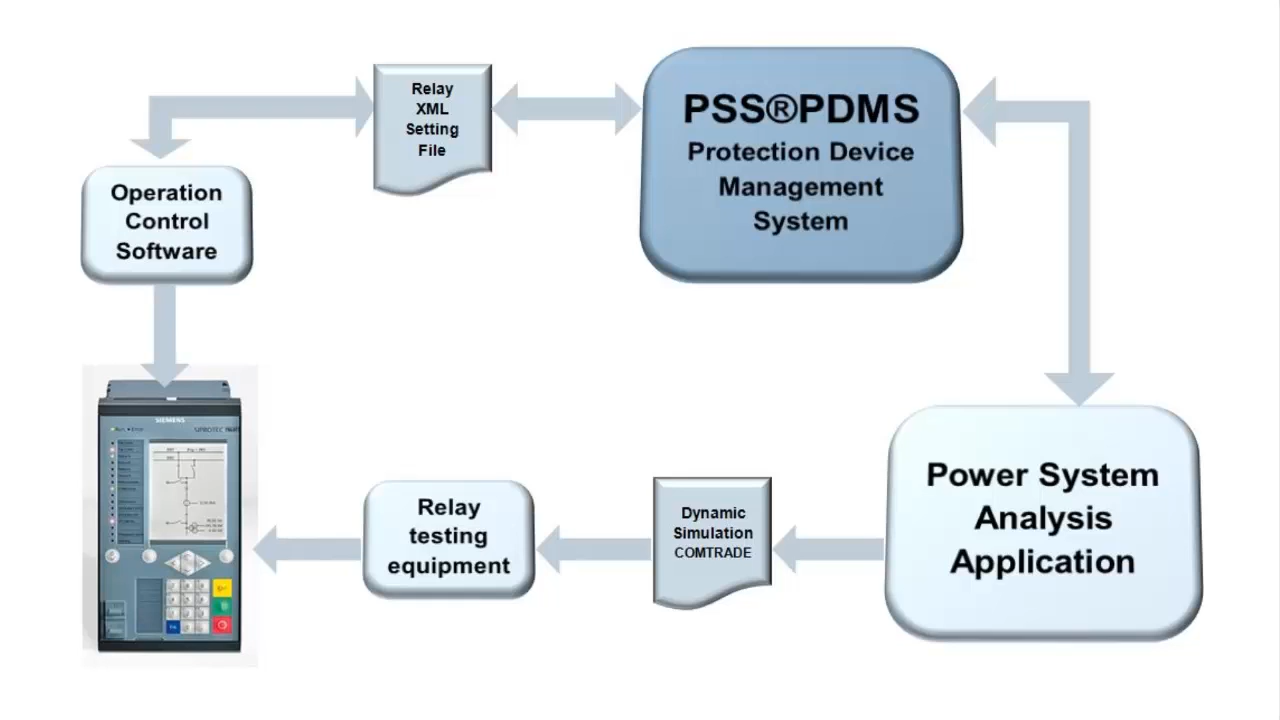 Relay
XML
Setting
File
PSS®PDMS
Protection Device
Management
System
Operation
Control
Software
SIEMENS
Power System
Analysis
Application
Relay
testing
equipment
Dynamic
Simulation
COMTRADE